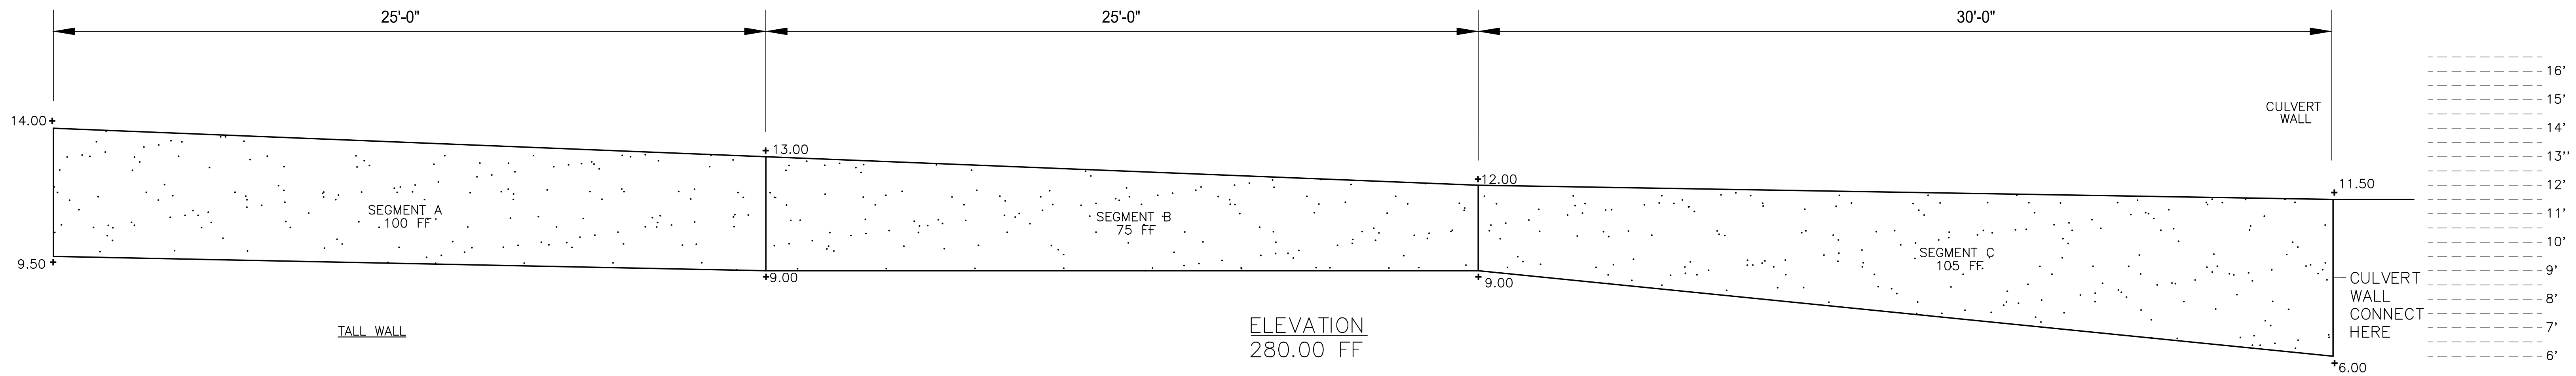 25'-0"
25'-0"
30'-0"
16'
15'
14'
13''
12'
11'
10'
9'
8'
7'
6'
CULVERT
WALL
14.00
13.00
12.00
11.50
SEGMENT A
100 FF
SEGMENT B
75 FF
SEGMENT C
105 FF
9.50
9.00
9.00
6.00
CULVERT
WALL
CONNECT
HERE
TALL WALL
ELEVATION
280.00 FF